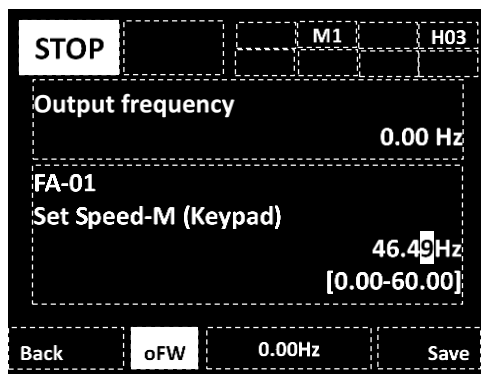 STOP M1 H03
Output frequency
0.00 Hz
FA-01
Set Speed-M (Keypad)
46.49Hz
[0.00-60.00]
Back oFW 0.00Hz Save